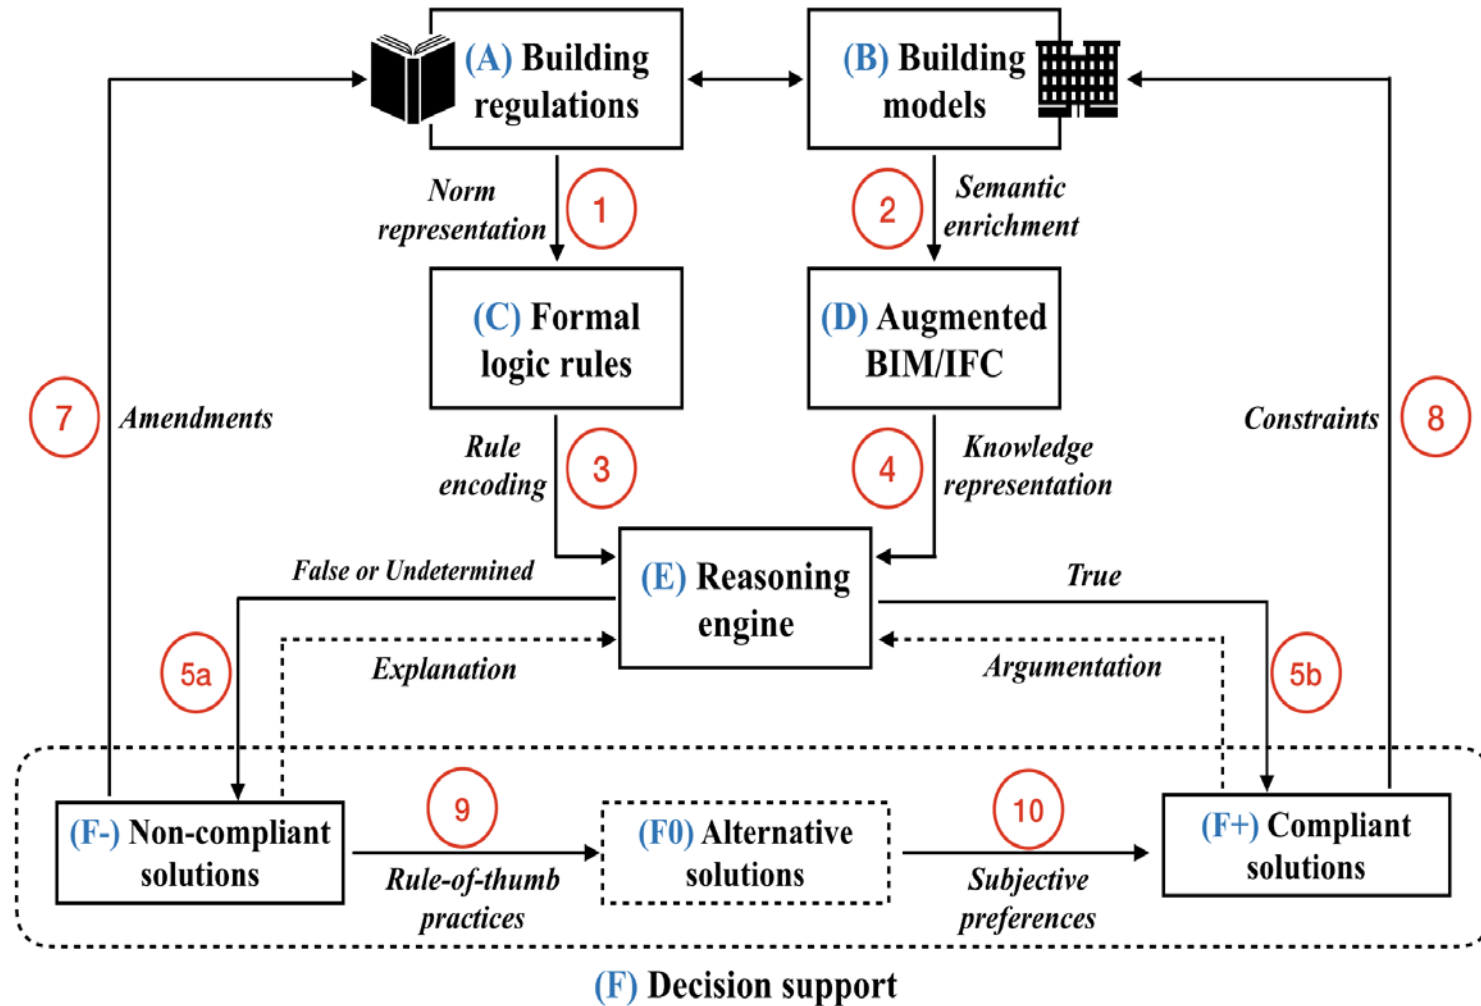 (A) Building
regulations
(B) Building
models
Norm
representation
1
2
Semantic
enrichment
(C) Formal
logic rules
(D) Augmented
BIM/IFC
7
Amendments
Constraints
8
Rule
encoding
3
4
Knowledge
representation
False or Undetermined
(E) Reasoning
engine
True
5a
Explanation
Argumentation
5b
9
10
(F-) Non-compliant
solutions
Rule-of-thumb
practices
(F0) Alternative
solutions
Subjective
preferences
(F+) Compliant
solutions
(F) Decision support